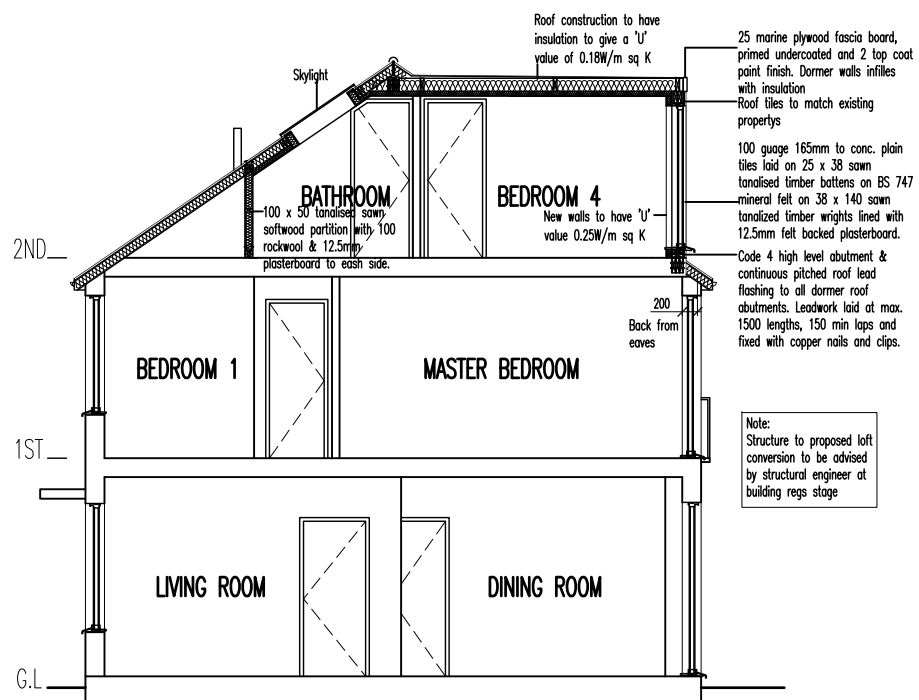 Roof construction to have
insulation to give a 'U'
value of 0.18W/m sq K
25 marine plywood fascia board,
primed undercoated and 2 top coat
paint finish. Dormer walls infilles
with insulation
Roof tiles to match existing
propertys
Skylight
100 guage 165mm to conc. plain
tiles laid on 25 x 38 sawn
tanalised timber battens on BS 747
mineral felt on 38 x 140 sawn
tanalized timber wrights lined with
12.5mm felt backed plasterboard.
BATHROOM
BEDROOM 4
100 x 50 tanalised sawn
softwood partition with 100
rockwool & 12.5mm
plasterboard to eash side.
New walls to have 'U'
value 0.25W/m sq K
2ND
Code 4 high level abutment &
continuous pitched roof lead
flashing to all dormer roof
abutments. Leadwork laid at max.
1500 lengths, 150 min laps and
fixed with copper nails and clips.
200
Back from
eaves
BEDROOM 1
MASTER BEDROOM
1ST
Note:
Structure to proposed loft
conversion to be advised
by structural engineer at
building regs stage
LIVING ROOM
DINING ROOM
G.L